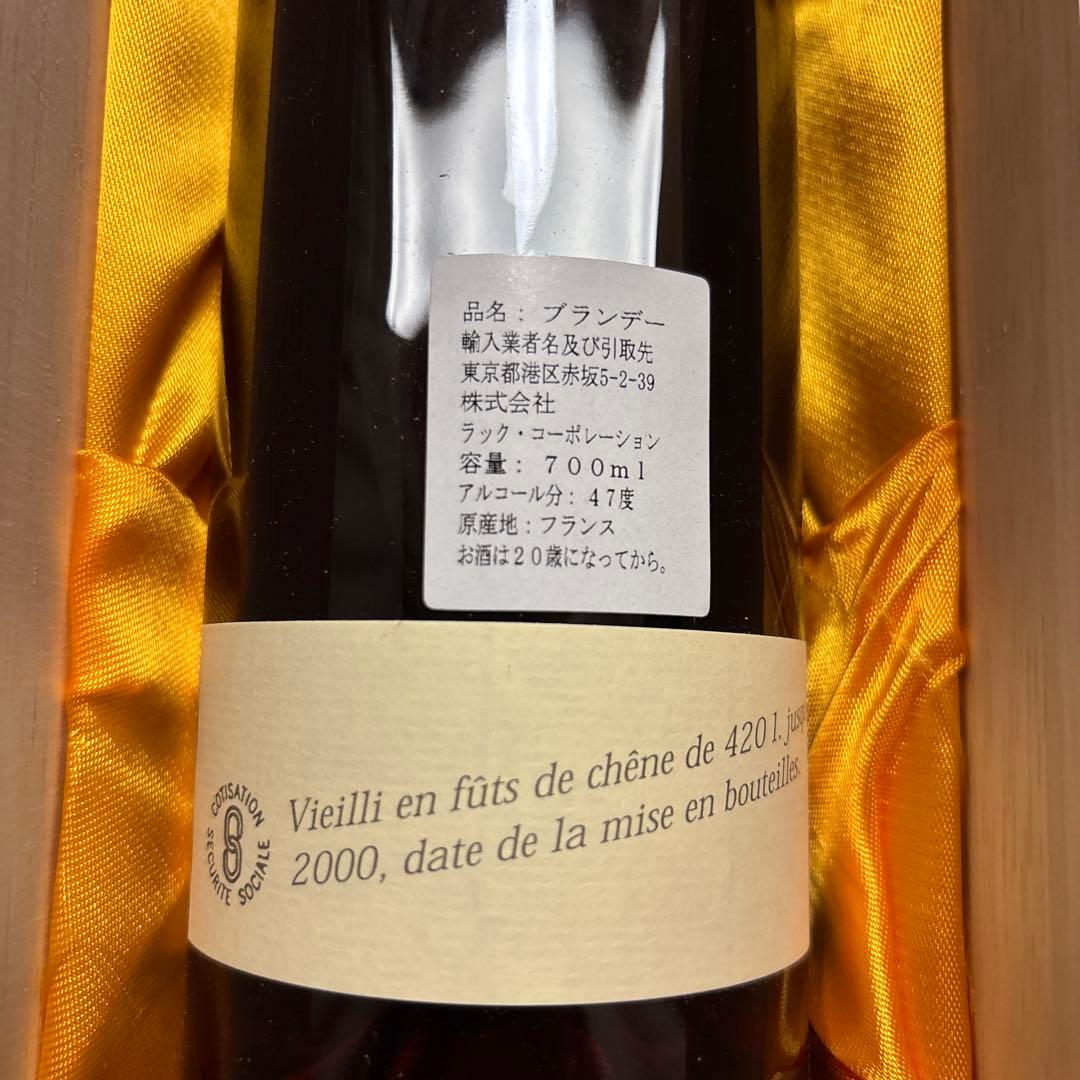 品名：ブランデー
輸入業者名及び引取先
東京都港区赤坂5-2-39
株式会社
ラック・コーポレーション
容量：７００ｍｌ
アルコール分：４７度
原産地：フランス
お酒は２０歳になってから。
Vieilli en fûts de chêne de 420 l.
2000, date de la mise en bouteilles.
COTISATION
SECURITE SOCIALE